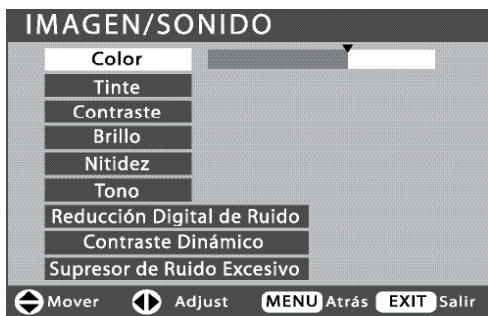 IMAGEN/SONIDO
Color
Tinte
Contraste
Brillo
Nitidez
Tono
Reducción Digital de Ruido
Contraste Dinámico
Supresor de Ruido Excesivo
Mover Adjust MENU Atrás EXIT Salir